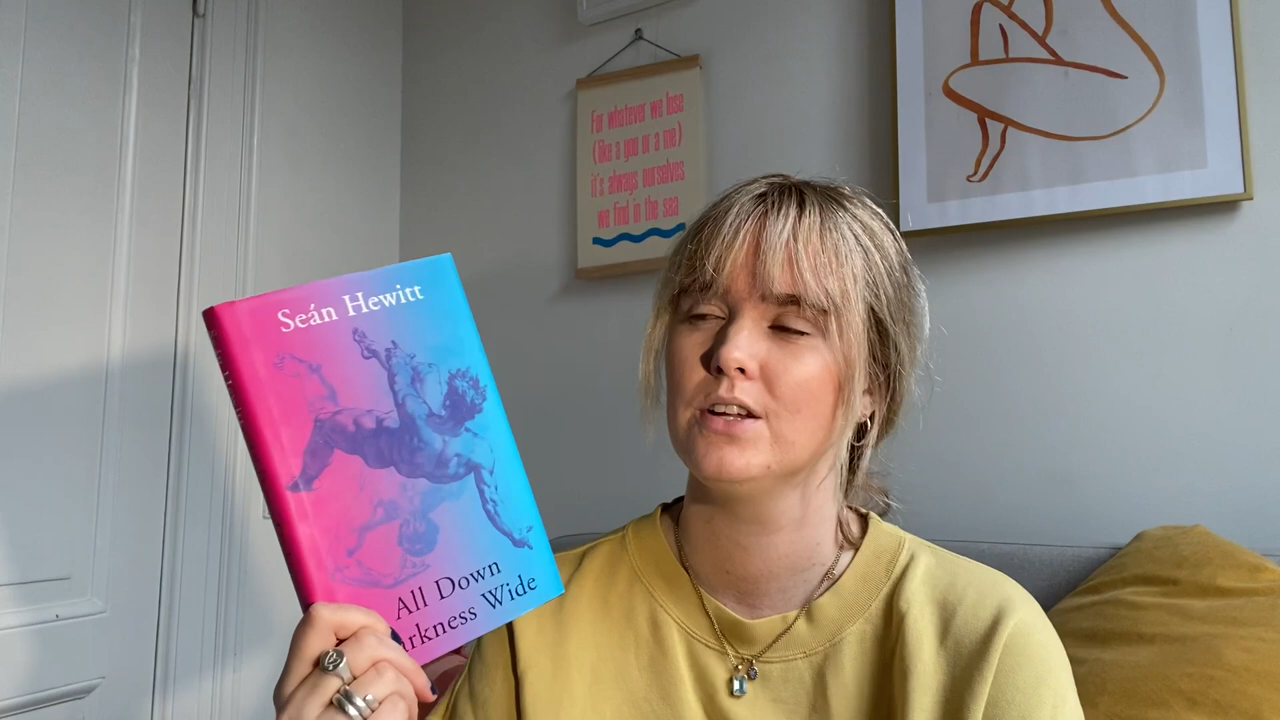 For whatever we lose
(like a you or a me)
it's always ourselves
we find in the sea
Seán Hewitt
All Down
arkness Wide